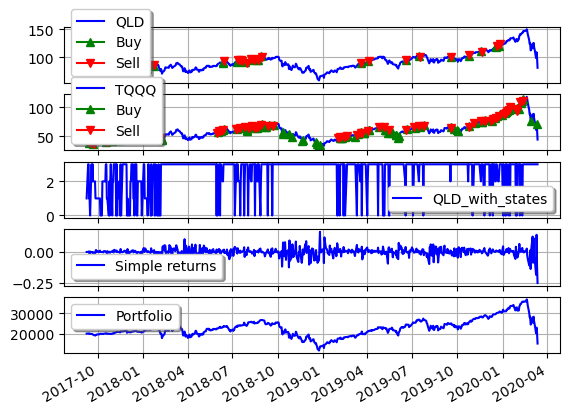 150
100
QLD
Buy
Sell
100
50
TQQQ
Buy
Sell
2
0
QLD_with_states
0.00
−0.25
Simple returns
30000
20000
Portfolio
2017-10
2018-01
2018-04
2018-07
2018-10
2019-01
2019-04
2019-07
2019-10
2020-01
2020-04